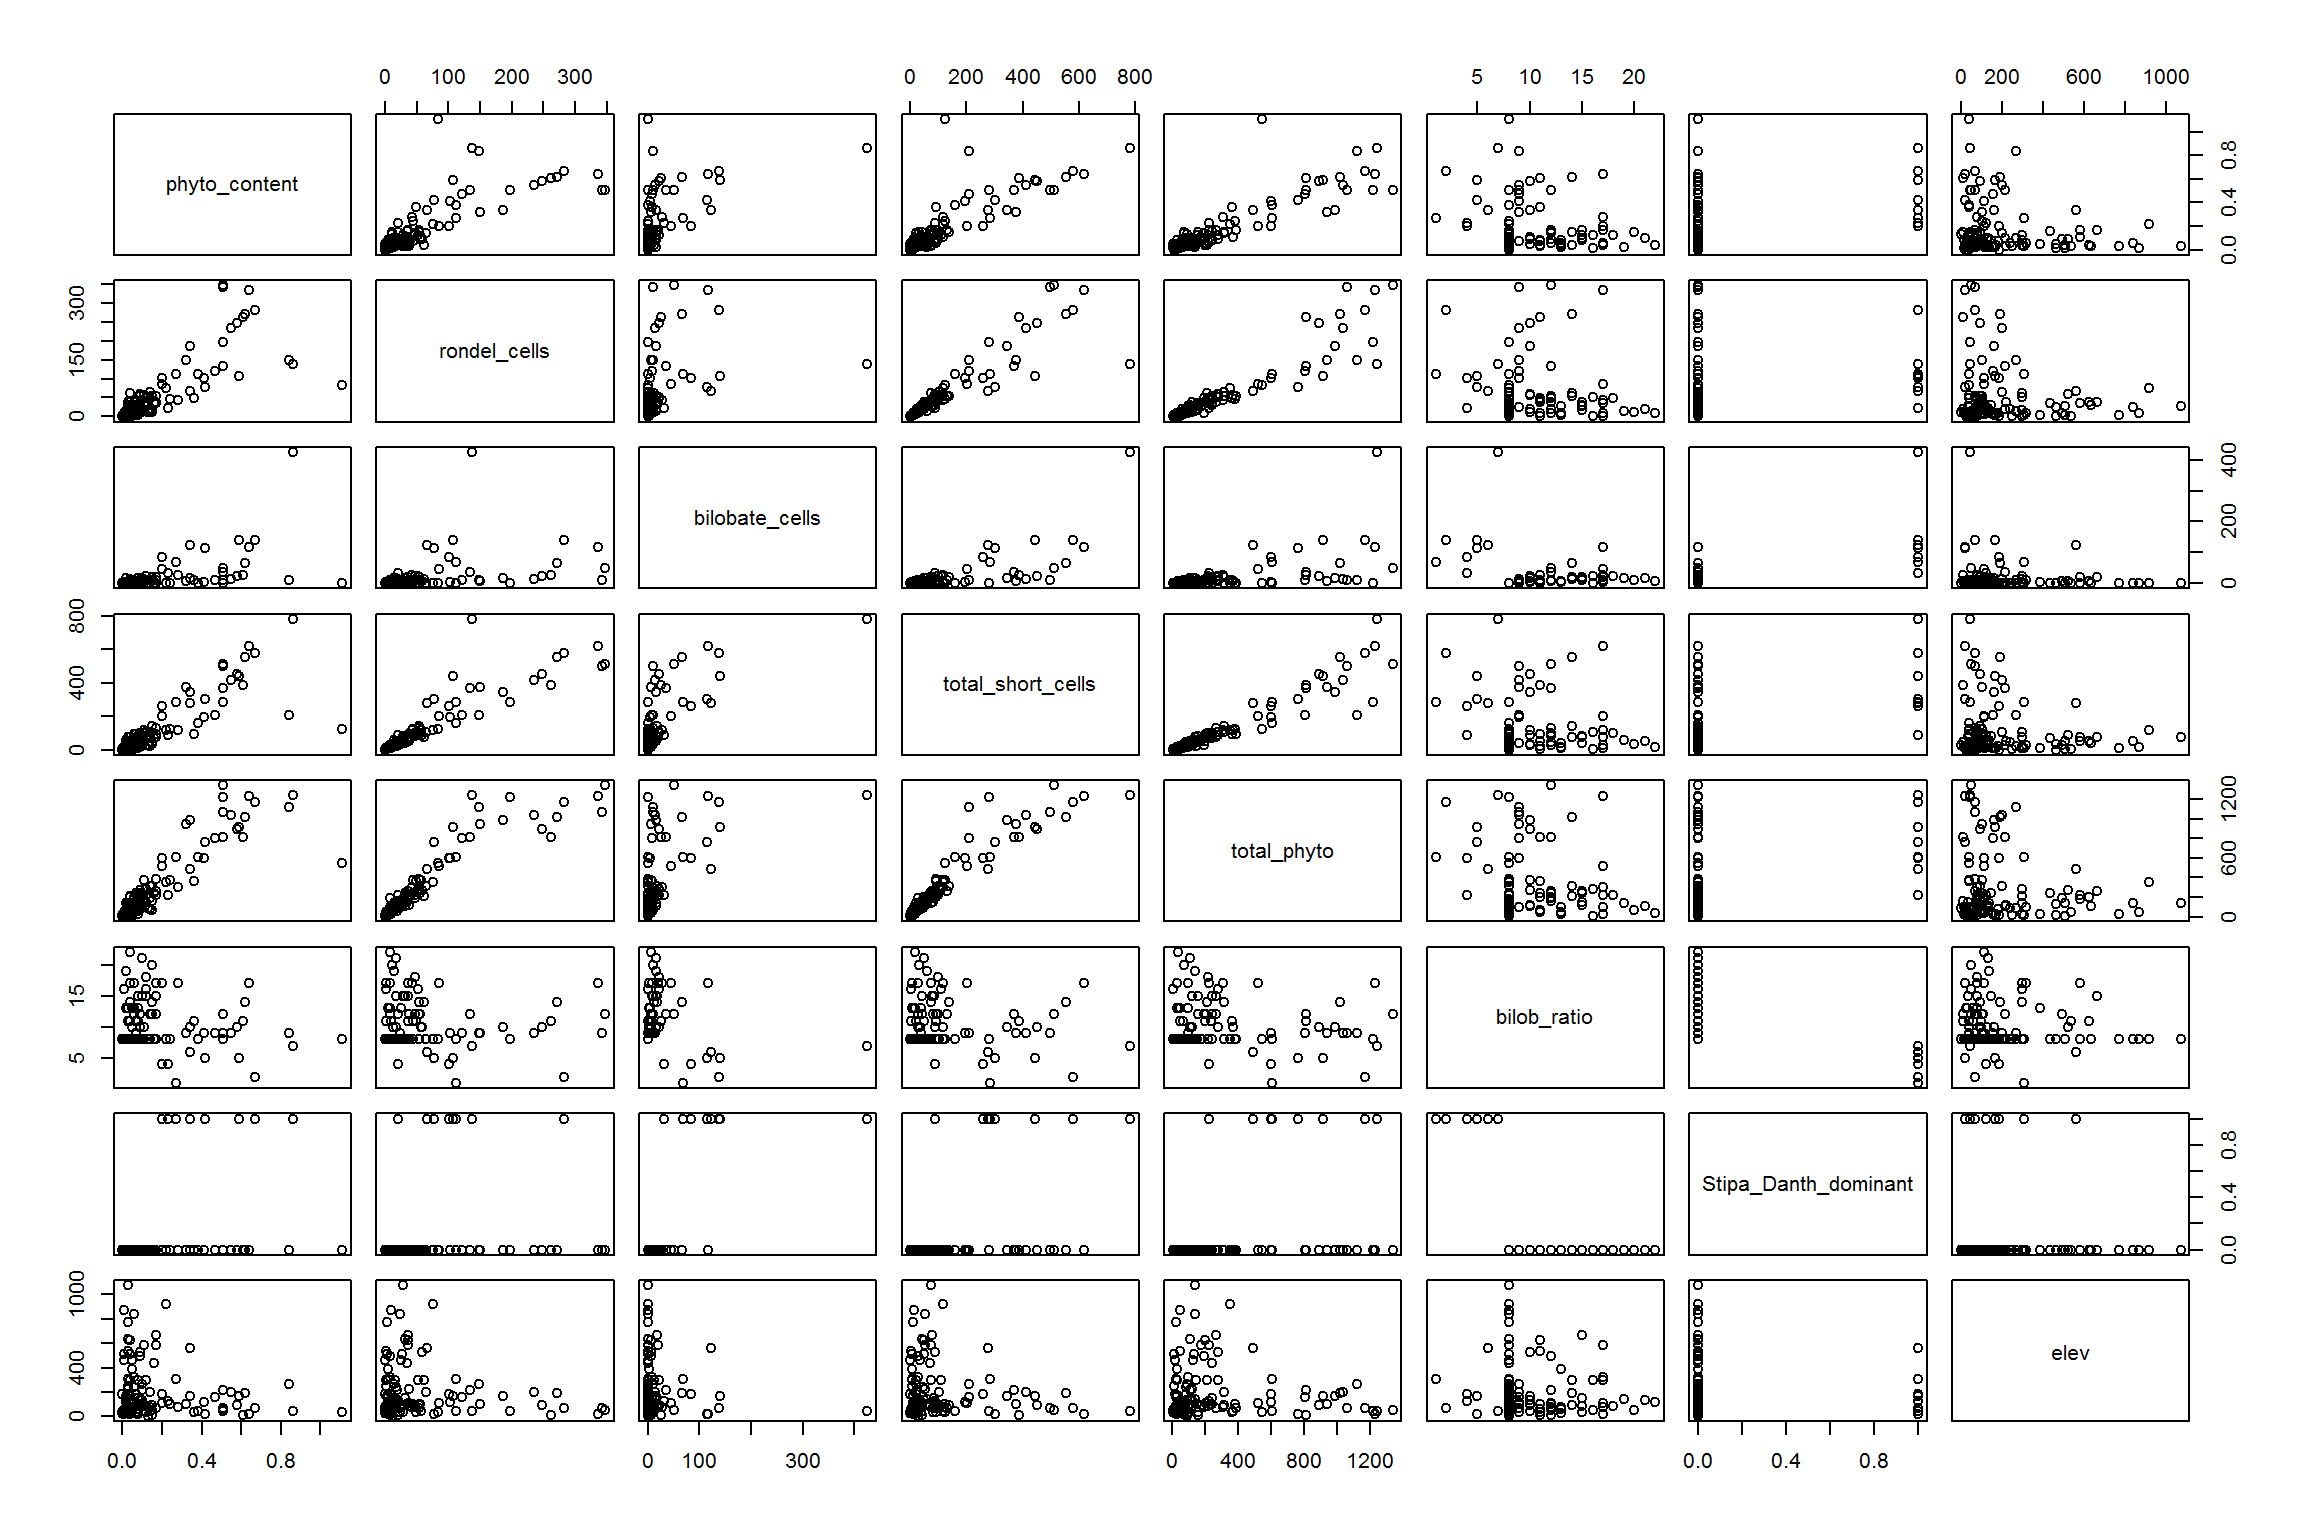 0 100 200 300 0 200 400 600 800 5 10 15 20 0 200 600 1000
phyto_content 0.0 0.4 0.8
0 150 300 rondel_cells
bilobate_cells 0 200 400
0 400 800 total_short_cells
total_phyto 0 600 1200
5 15 bilob_ratio
Stipa_Danth_dominant 0.0 0.4 0.8
0 400 1000 elev
0.0 0.4 0.8 0 100 300 0 400 800 1200 0.0 0.4 0.8